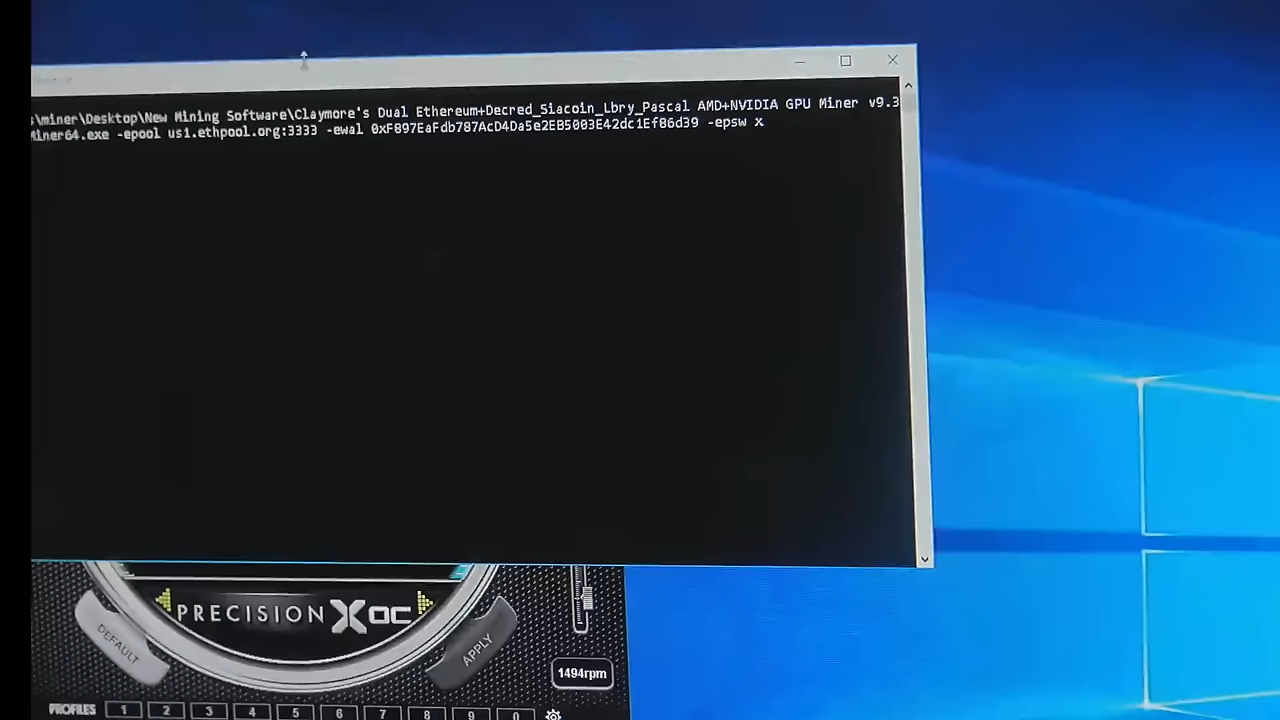 s\miner\Desktop\New Mining Software\Claymore's Dual Ethereum+Decred_Siacoin_Lbry_Pascal AMD+NVIDIA GPU Miner v9.3
Miner64.exe -epool us1.ethpool.org:3333 -ewal 0xF897EaFdb787AcD4Da5e2EB5003E42dc1Ef86d39 -epsw x
PRECISION X OC
DEFAULT
APPLY
1494rpm
PROFILES 1 2 3 4 5 6 7 8 9 0